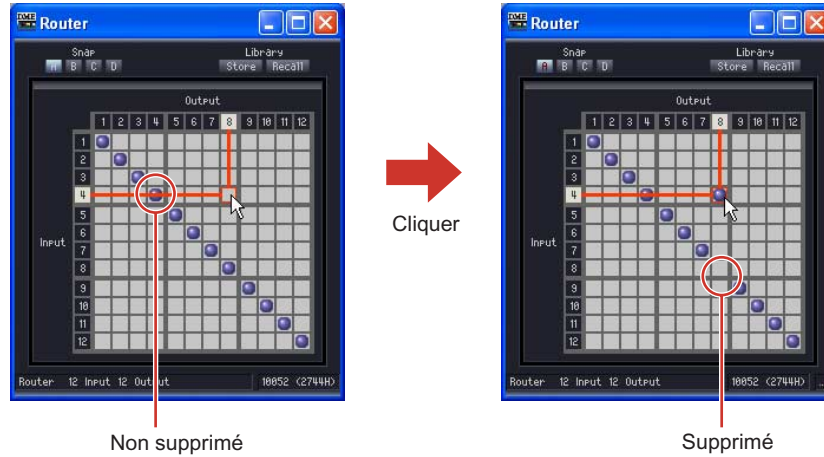 DME Router
Snap
Library
A B C D
Store Recall
Output
1 2 3 4 5 6 7 8 9 10 11 12
1
2
3
4
5
Input
6
7
8
9
10
11
12
Router 12 Input 12 Output 10052 (2744H)
Non supprimé
Cliquer
DME Router
Snap
Library
A B C D
Store Recall
Output
1 2 3 4 5 6 7 8 9 10 11 12
1
2
3
4
5
6
Input
7
8
9
10
11
12
Router 12 Input 12 Output 10052 (2744H) ..
Supprimé